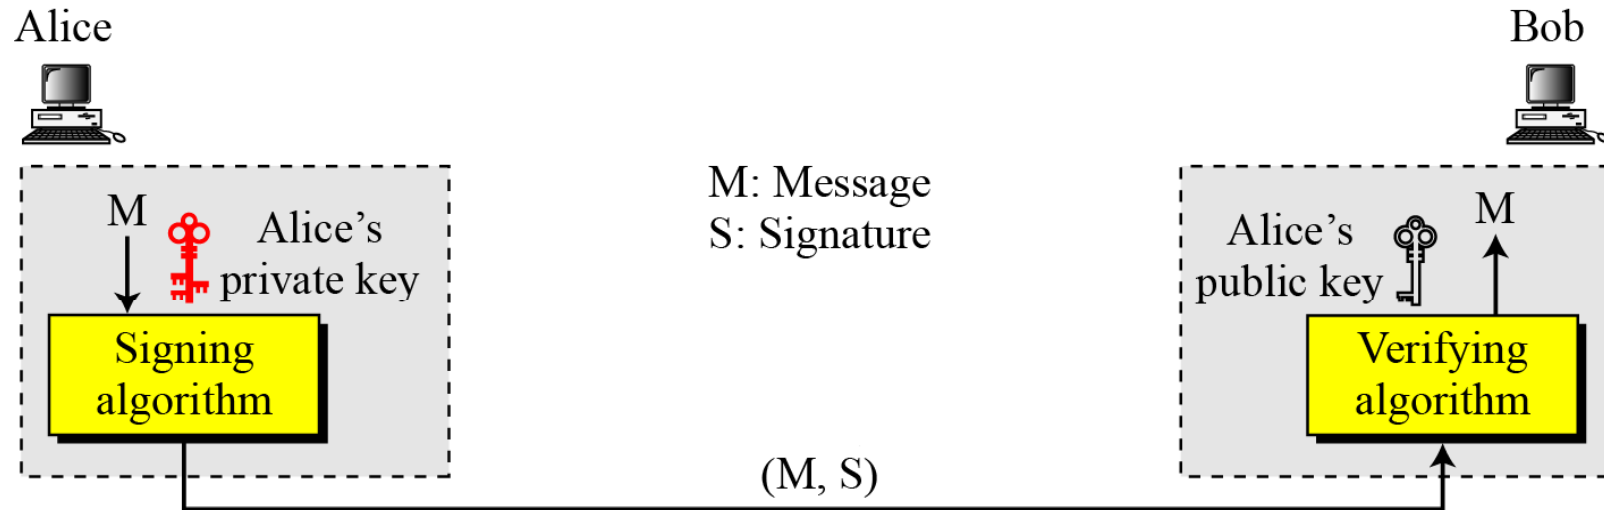 Alice
Bob
M
Alice’s
private key
Signing
algorithm
M: Message
S: Signature
(M, S)
Alice’s
public key
M
Verifying
algorithm